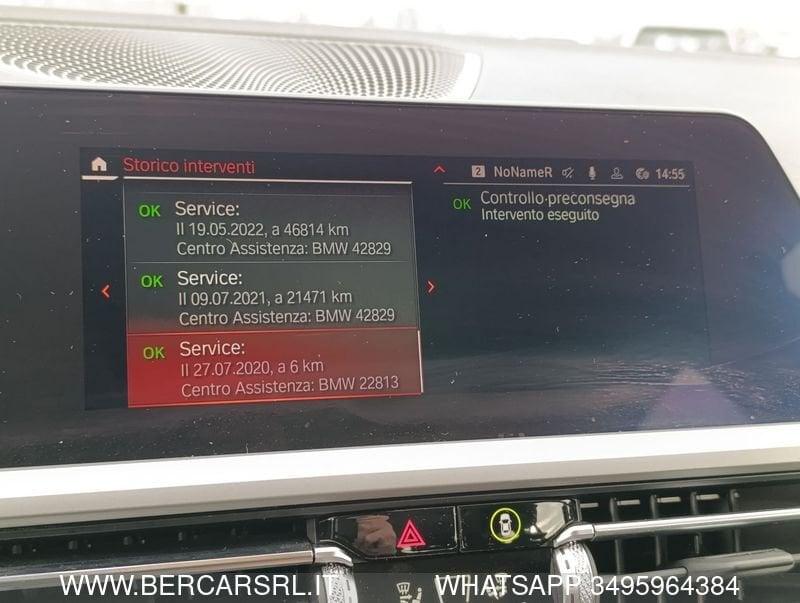 Storico interventi
2 NoNameR 14:55
OK Service:
Il 19.05.2022, a 46814 km
Centro Assistenza: BMW 42829
OK Service:
Il 09.07.2021, a 21471 km
Centro Assistenza: BMW 42829
OK Service:
Il 27.07.2020, a 6 km
Centro Assistenza: BMW 22813
OK Controllo preconsegna
Intervento eseguito
WWW.BERCARSRL.IT WHATSAPP 3495964384